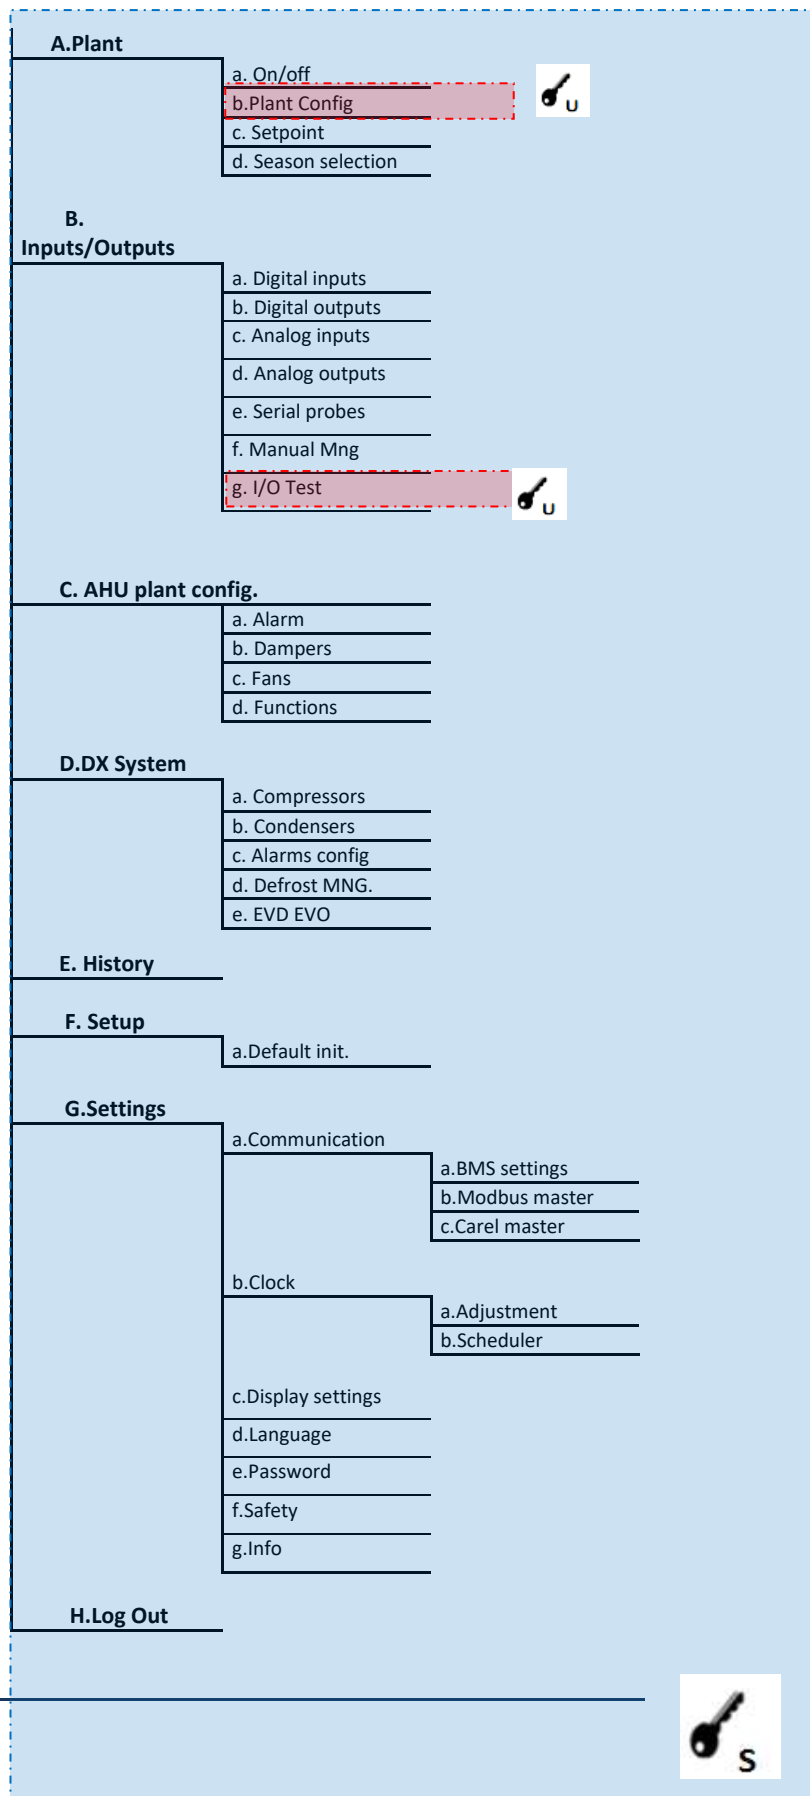 A.Plant
a. On/off
b.Plant Config
U
c. Setpoint
d. Season selection
B.
Inputs/Outputs
a. Digital inputs
b. Digital outputs
c. Analog inputs
d. Analog outputs
e. Serial probes
f. Manual Mng
g. I/O Test
U
C. AHU plant config.
a. Alarm
b. Dampers
c. Fans
d. Functions
D.DX System
a. Compressors
b. Condensers
c. Alarms config
d. Defrost MNG.
e. EVD EVO
E. History
F. Setup
a.Default init.
G.Settings
a.Communication
a.BMS settings
b.Modbus master
c.Carel master
b.Clock
a.Adjustment
b.Scheduler
c.Display settings
d.Language
e.Password
f.Safety
g.Info
H.Log Out
S